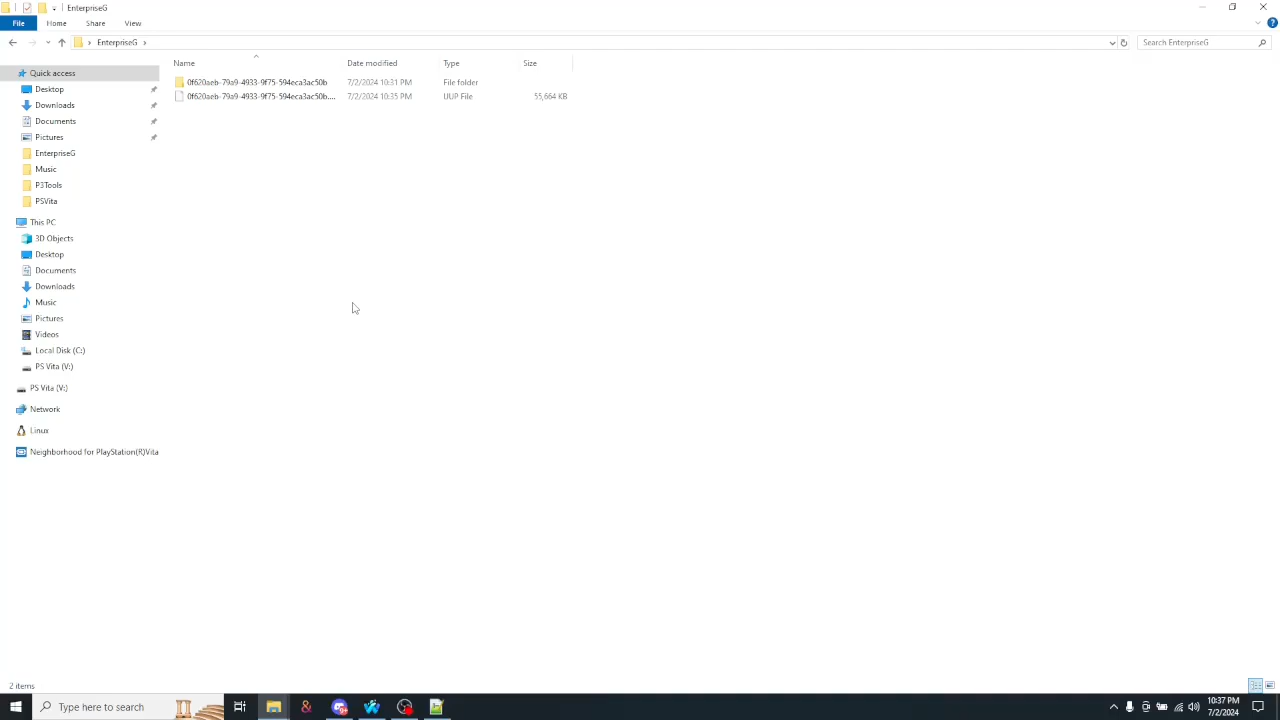 EnterpriseG
File Home Share View
EnterpriseG
Search EnterpriseG
Name Date modified Type Size
Quick access
0f620aeb-79a9-4933-9f75-594eca3ac50b 7/2/2024 10:31 PM File folder
0f620aeb-79a9-4933-9f75-594eca3ac50b.... 7/2/2024 10:35 PM UUP File 55,664 KB
Desktop
Downloads
Documents
Pictures
EnterpriseG
Music
P3Tools
PSVita
This PC
3D Objects
Desktop
Documents
Downloads
Music
Pictures
Videos
Local Disk (C:)
PS Vita (V:)
PS Vita (V:)
Network
Linux
Neighborhood for PlayStation(R)Vita
2 items
Type here to search
10:37 PM
7/2/2024